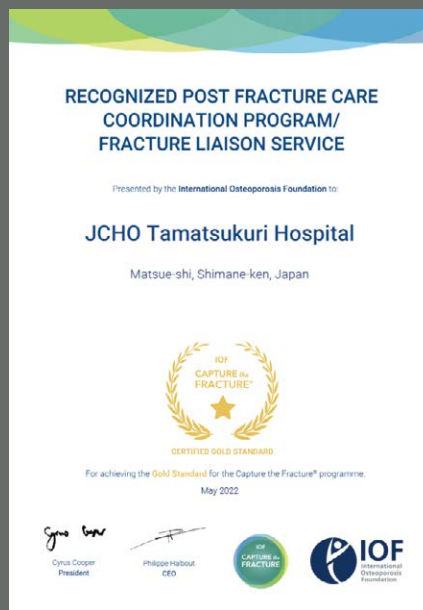 RECOGNIZED POST FRACTURE CARE
COORDINATION PROGRAM/
FRACTURE LIAISON SERVICE
Presented by the International Osteoporosis Foundation to:
JCHO Tamatsukuri Hospital
Matsue-shi, Shimane-ken, Japan
IOF
CAPTURE the
FRACTURE®
CERTIFIED GOLD STANDARD
For achieving the Gold Standard for the Capture the Fracture® programme.
May 2022
Cyrus Cooper
President
Philippe Halbout
CEO
IOF
CAPTURE the
FRACTURE
IOF
International
Osteoporosis
Foundation